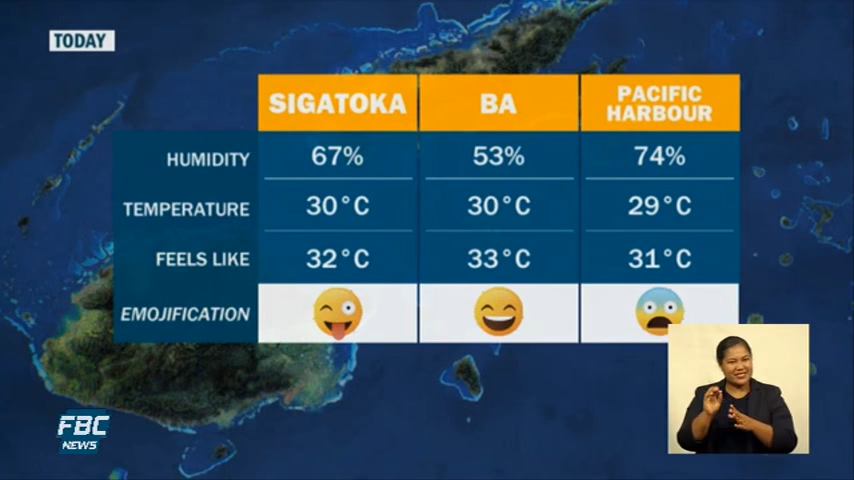 TODAY
SIGATOKA BA PACIFIC HARBOUR
HUMIDITY 67% 53% 74%
TEMPERATURE 30°C 30°C 29°C
FEELS LIKE 32°C 33°C 31°C
EMOJIFICATION
FBC
NEWS